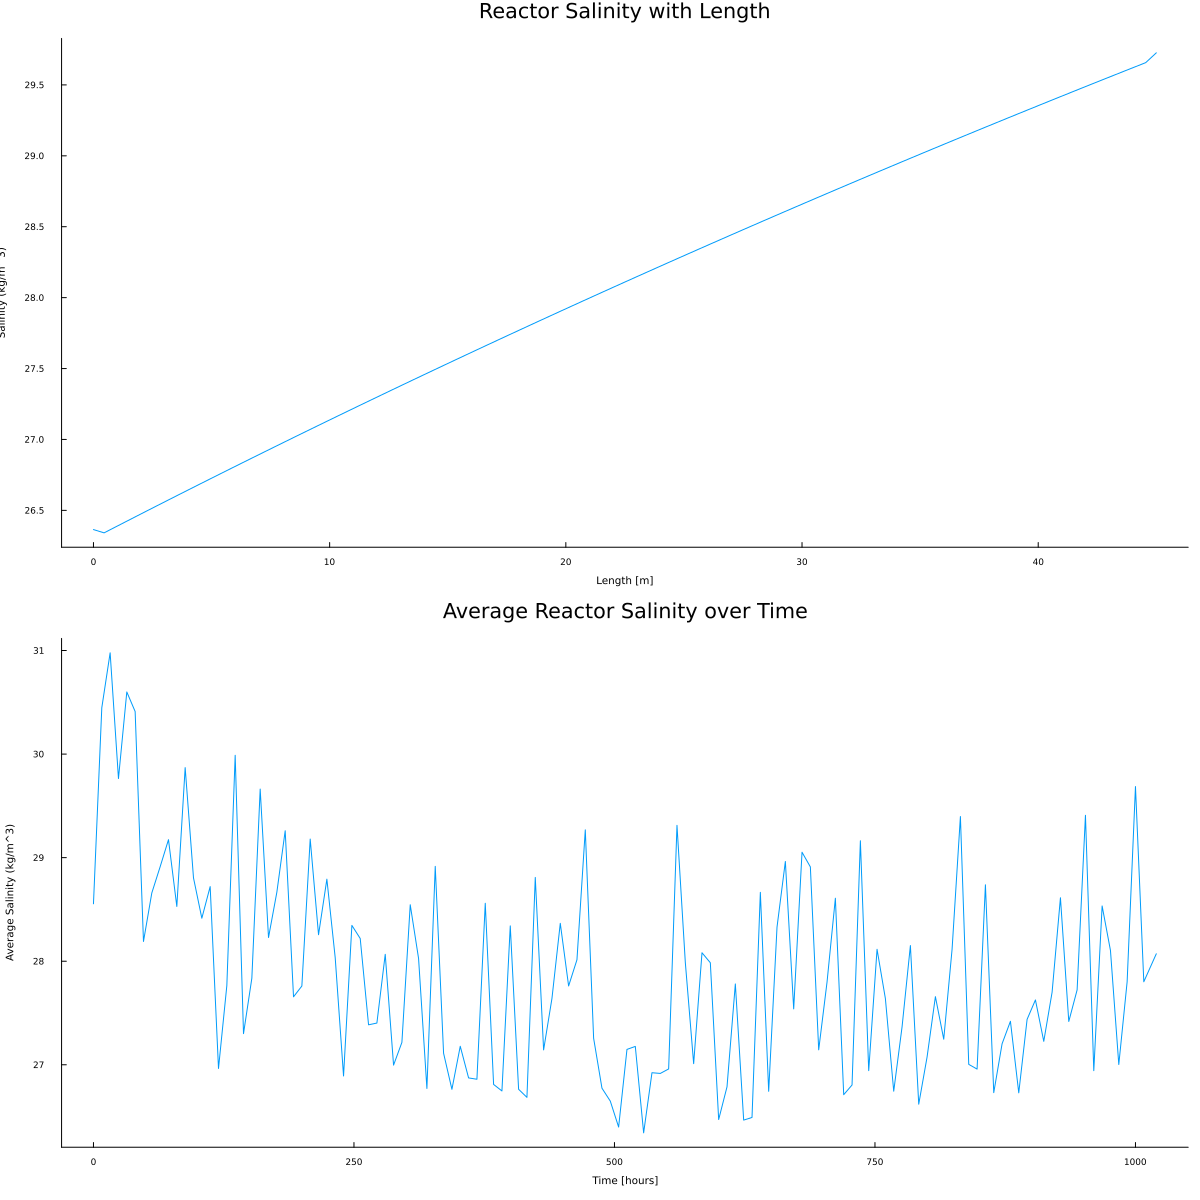 Reactor Salinity with Length
29.5
29.0
28.5
28.0
27.5
27.0
26.5
0 10 20 30 40
Length [m]
Average Reactor Salinity over Time
31
30
29
28
27
Average Salinity (kg/m^3)
0 250 500 750 1000
Time [hours]